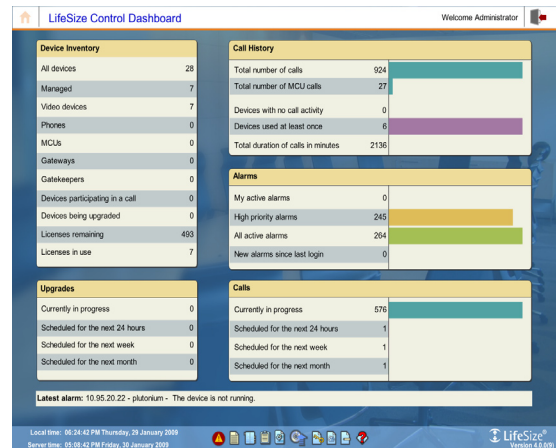 LifeSize Control Dashboard
Welcome Administrator
Device Inventory
All devices 28
Managed 7
Video devices 7
Phones 0
MCUs 0
Gateways 0
Gatekeepers 0
Devices participating in a call 0
Devices being upgraded 0
Licenses remaining 493
Licenses in use 7
Call History
Total number of calls 924
Total number of MCU calls 27
Devices with no call activity 0
Devices used at least once 6
Total duration of calls in minutes 2136
Alarms
My active alarms 0
High priority alarms 245
All active alarms 264
New alarms since last login 0
Upgrades
Currently in progress 0
Scheduled for the next 24 hours 0
Scheduled for the next week 0
Scheduled for the next month 0
Calls
Currently in progress 576
Scheduled for the next 24 hours 1
Scheduled for the next week 1
Scheduled for the next month 1
Latest alarm: 10.95.20.22 - plutonium - The device is not running.
Local time: 06:24:42 PM Thursday, 29 January 2009
Server time: 05:08:42 PM Friday, 30 January 2009
LifeSize®